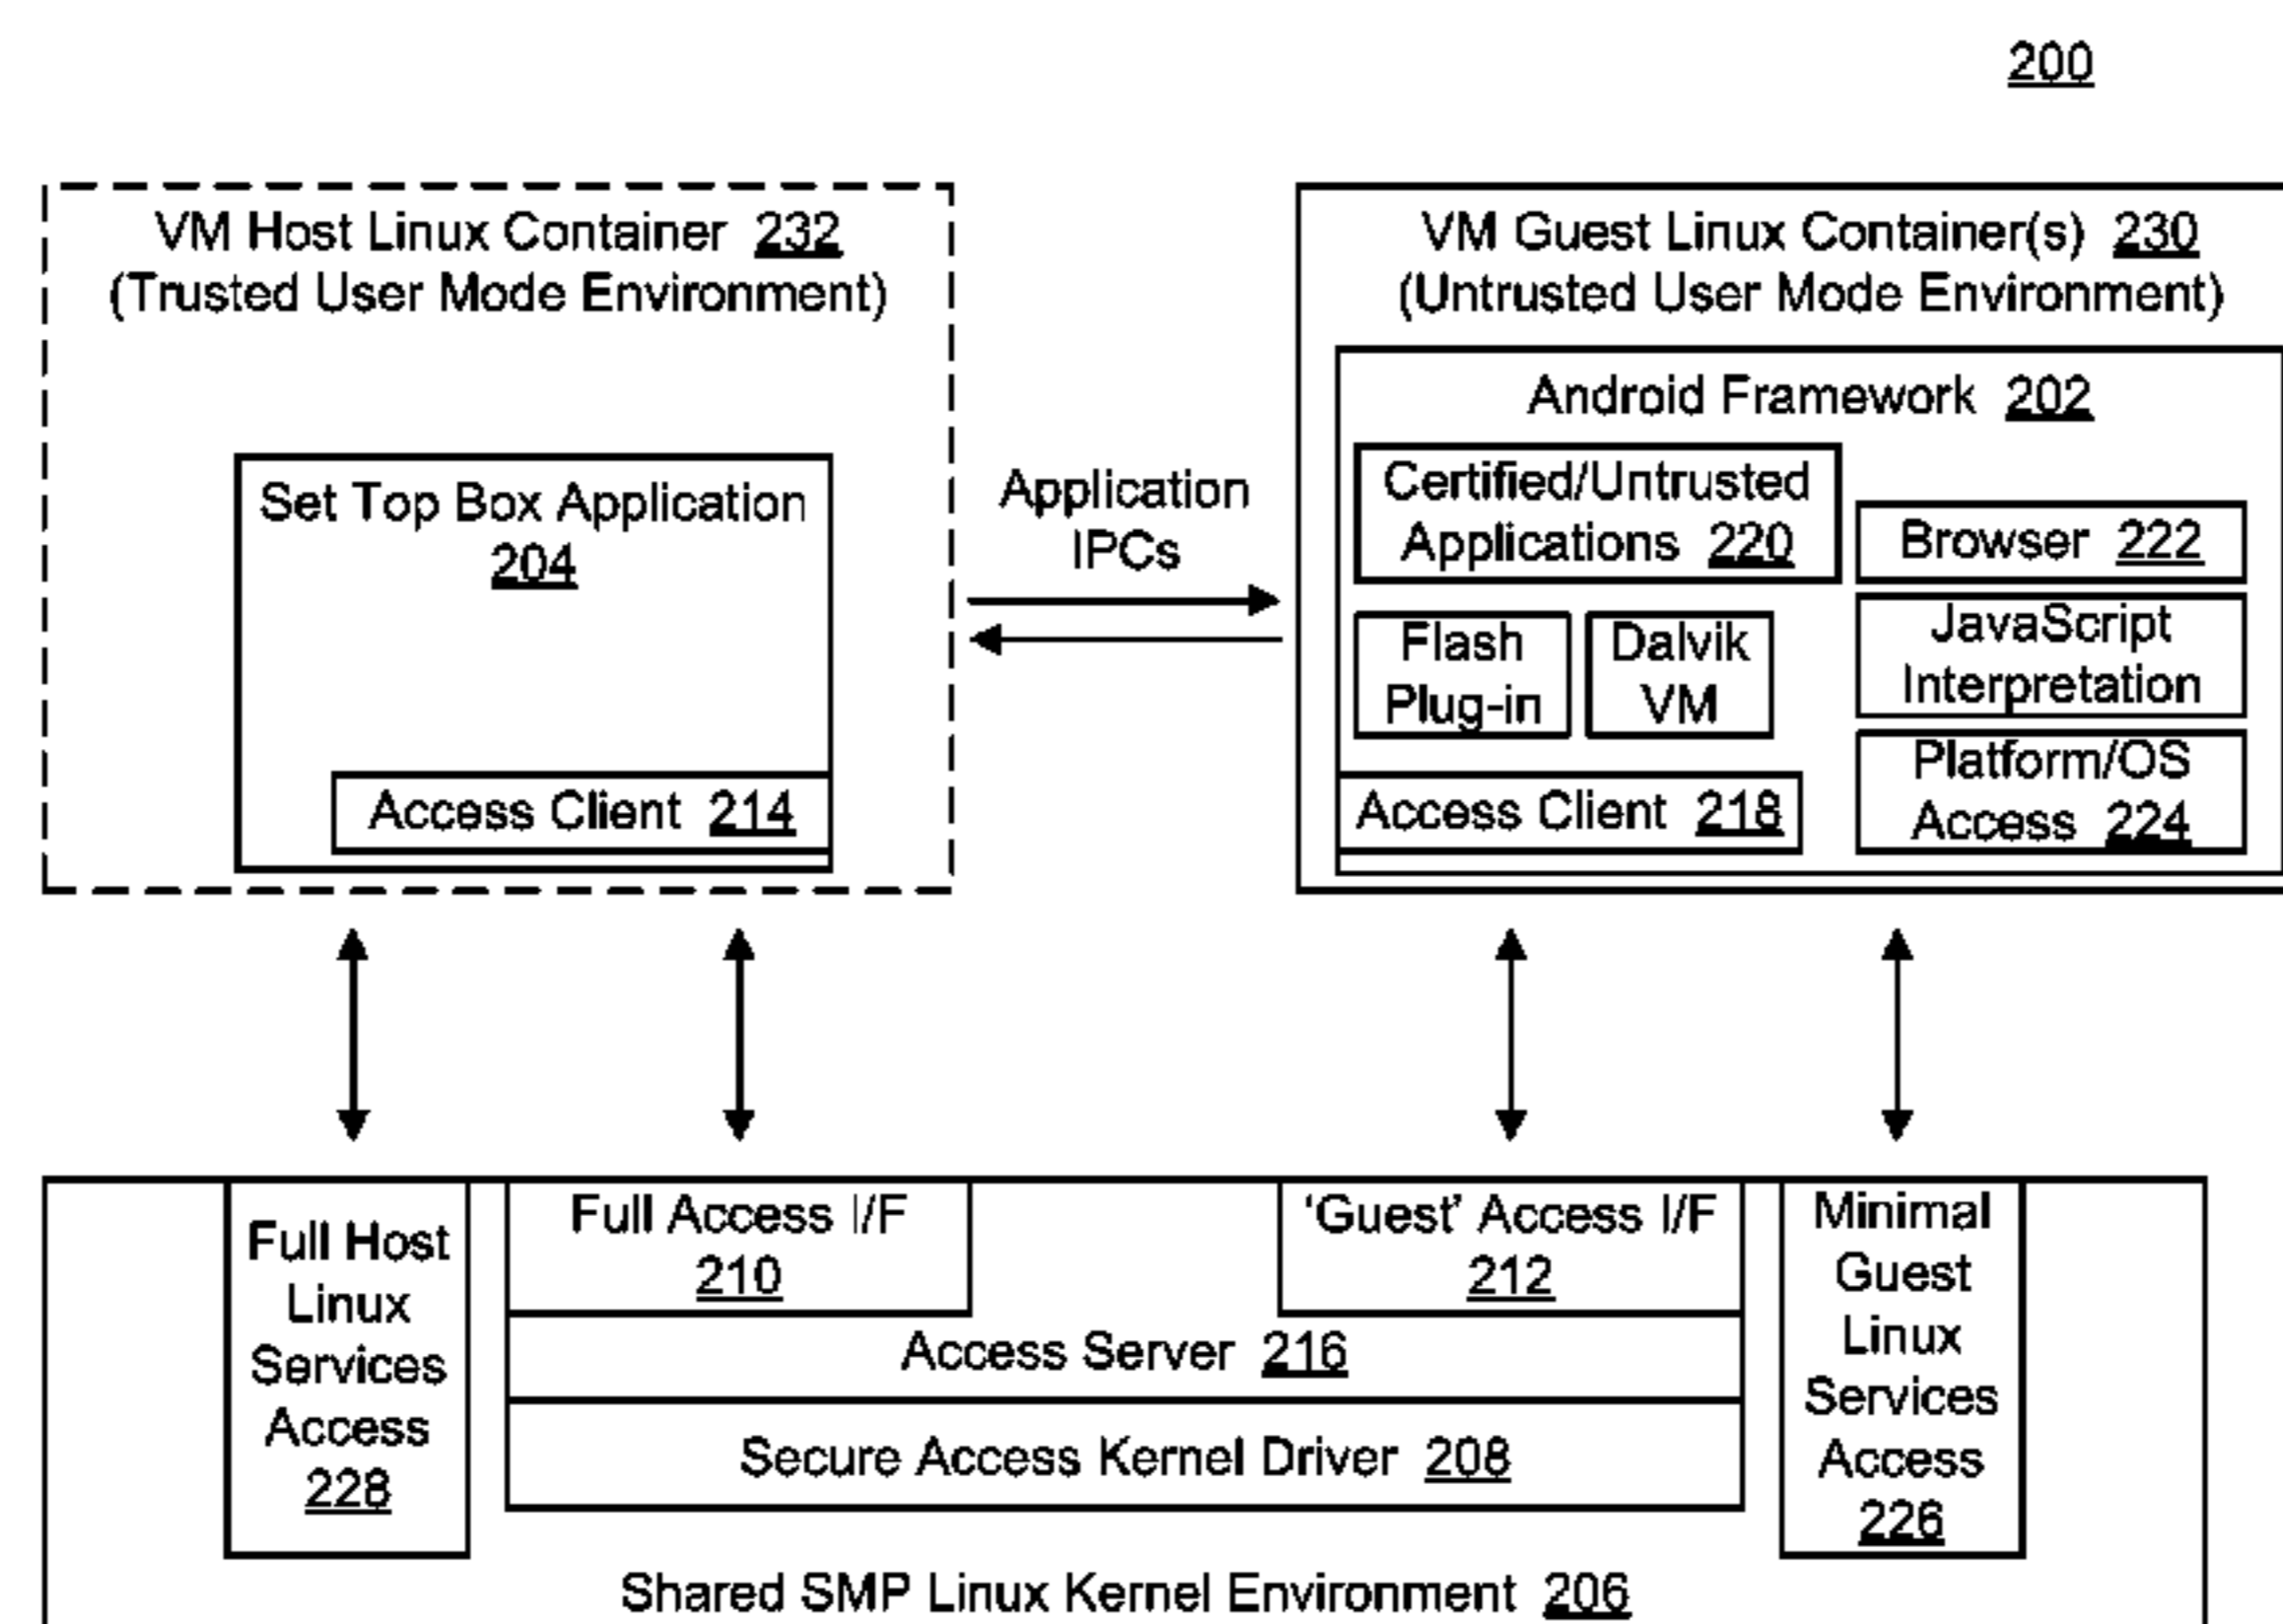 200
VM Host Linux Container 232
(Trusted User Mode Environment)
Set Top Box Application
204
Access Client 214
Application
IPCs
VM Guest Linux Container(s) 230
(Untrusted User Mode Environment)
Android Framework 202
Certified/Untrusted
Applications 220
Browser 222
Flash
Plug-in
Dalvik
VM
JavaScript
Interpretation
Access Client 218
Platform/OS
Access 224
Full Host
Linux
Services
Access
228
Full Access I/F
210
'Guest' Access I/F
212
Access Server 216
Secure Access Kernel Driver 208
Minimal
Guest
Linux
Services
Access
226
Shared SMP Linux Kernel Environment 206